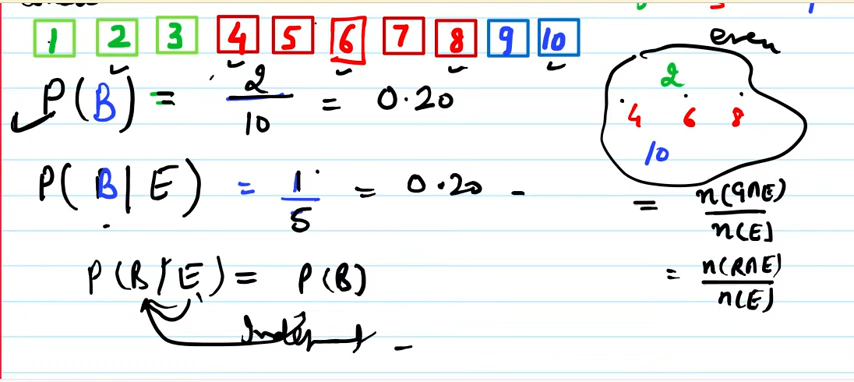 1 2 3 4 5 6 7 8 9 10
even
P(B) = 2/10 = 0.20
2
4 6 8
10
P(B|E) = 1/5 = 0.20 -
= n(G∩E)/n(E)
P(B|E) = P(B)
= n(R∩E)/n(E)